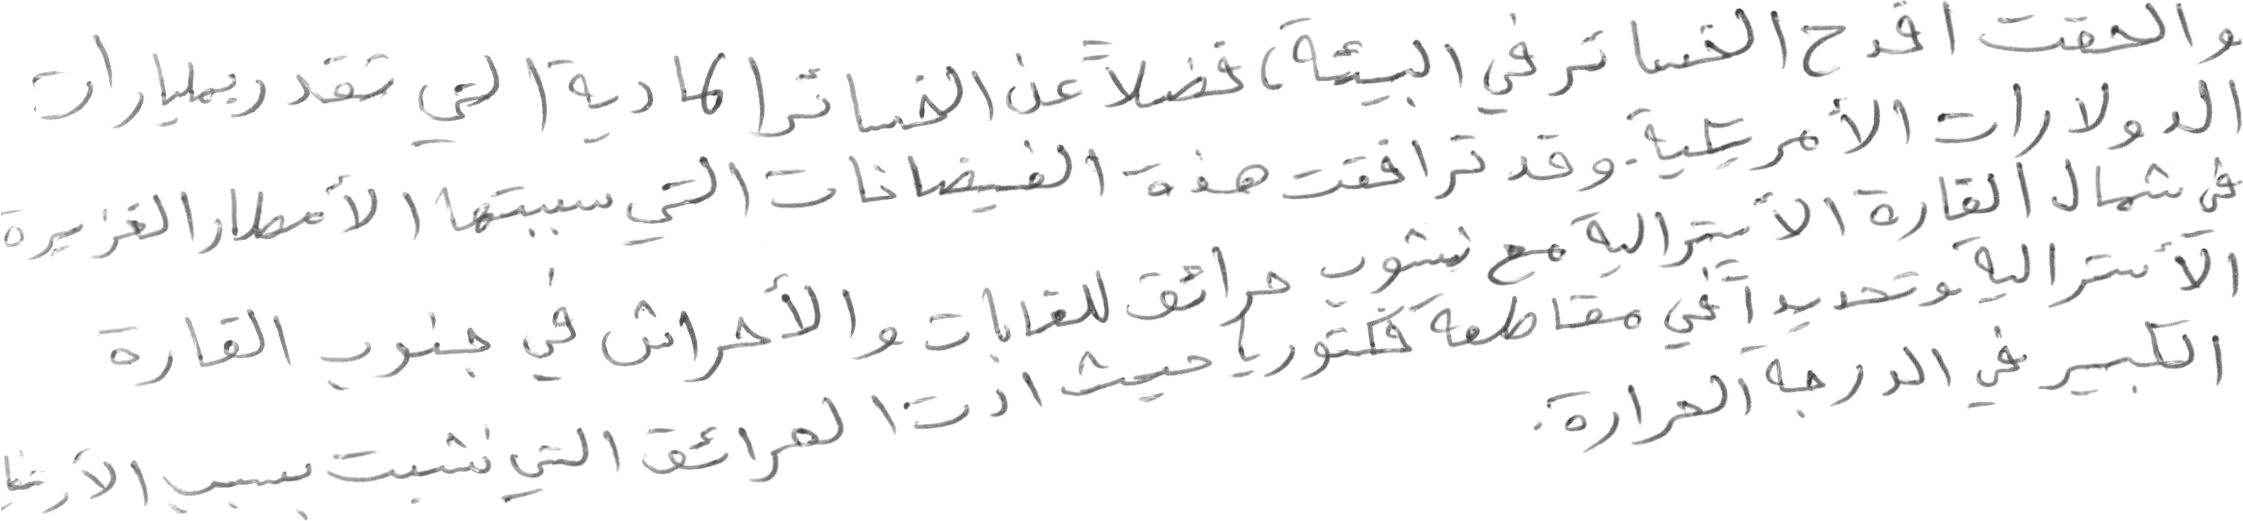 والحقت افدح الخسائر في البيئة، فضلاً عن الخسائر المادية التي تقدر بمليارات
الدولارات الأمريكية. وقد ترافقت هذه الفيضانات التي سببتها الأمطار الغزيرة
في شمال القارة الأسترالية مع نشوب حرائق للغابات والأحراش في جنوب القارة
الأسترالية وتحديداً في مقاطعة فكتوريا حيث ادت الحرائق التي نشبت بسبب الأرتفا
الكبير في الدرجة الحرارة.